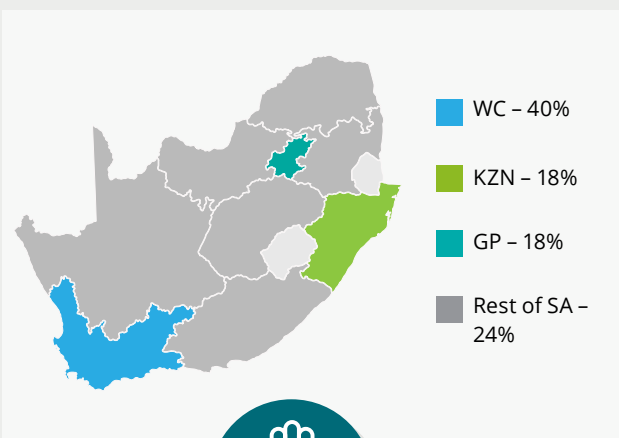 WC – 40%
KZN – 18%
GP – 18%
Rest of SA –
24%